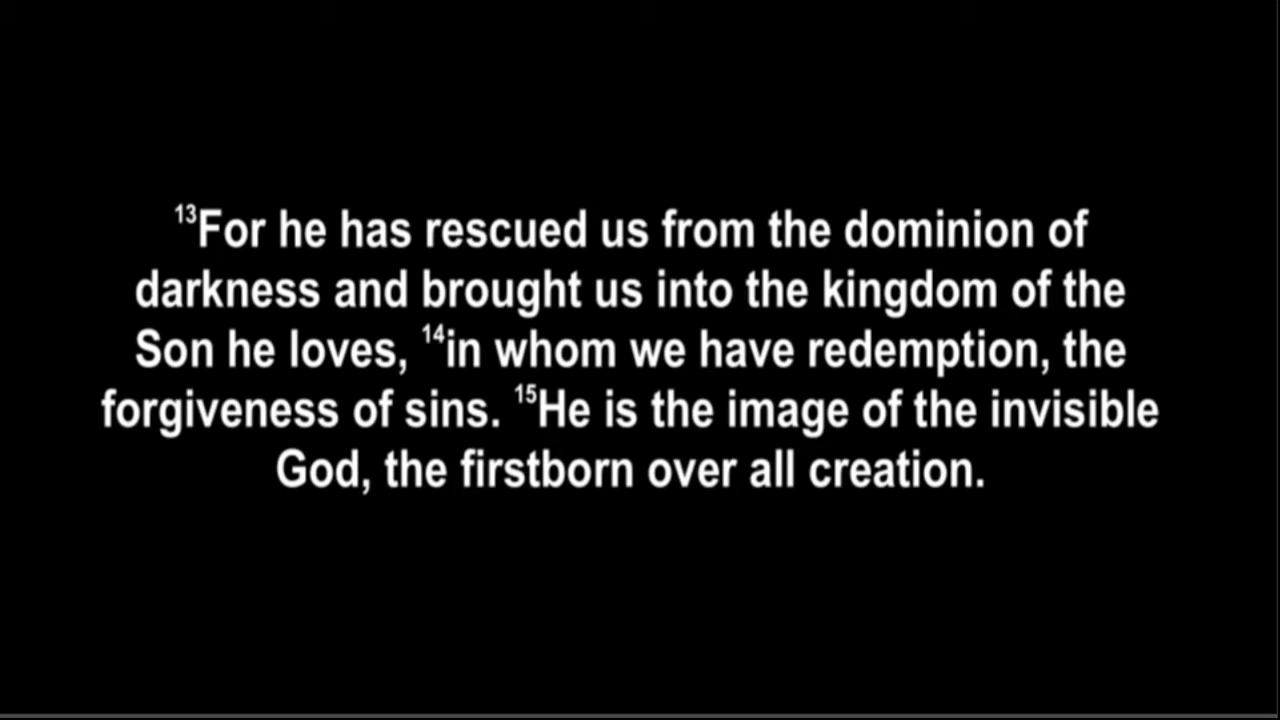 ¹³For he has rescued us from the dominion of
darkness and brought us into the kingdom of the
Son he loves, ¹⁴in whom we have redemption, the
forgiveness of sins. ¹⁵He is the image of the invisible
God, the firstborn over all creation.